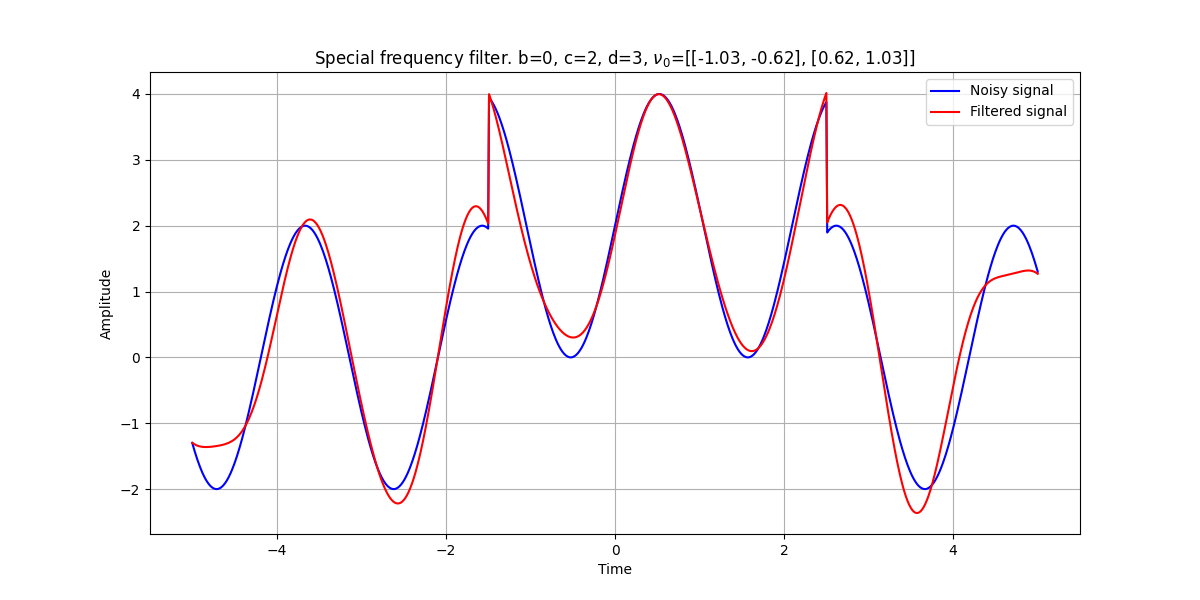 Special frequency filter. b=0, c=2, d=3, ν₀=[[-1.03, -0.62], [0.62, 1.03]]
Noisy signal
Filtered signal
Amplitude
4
3
2
1
0
−1
−2
−4
−2
0
2
4
Time